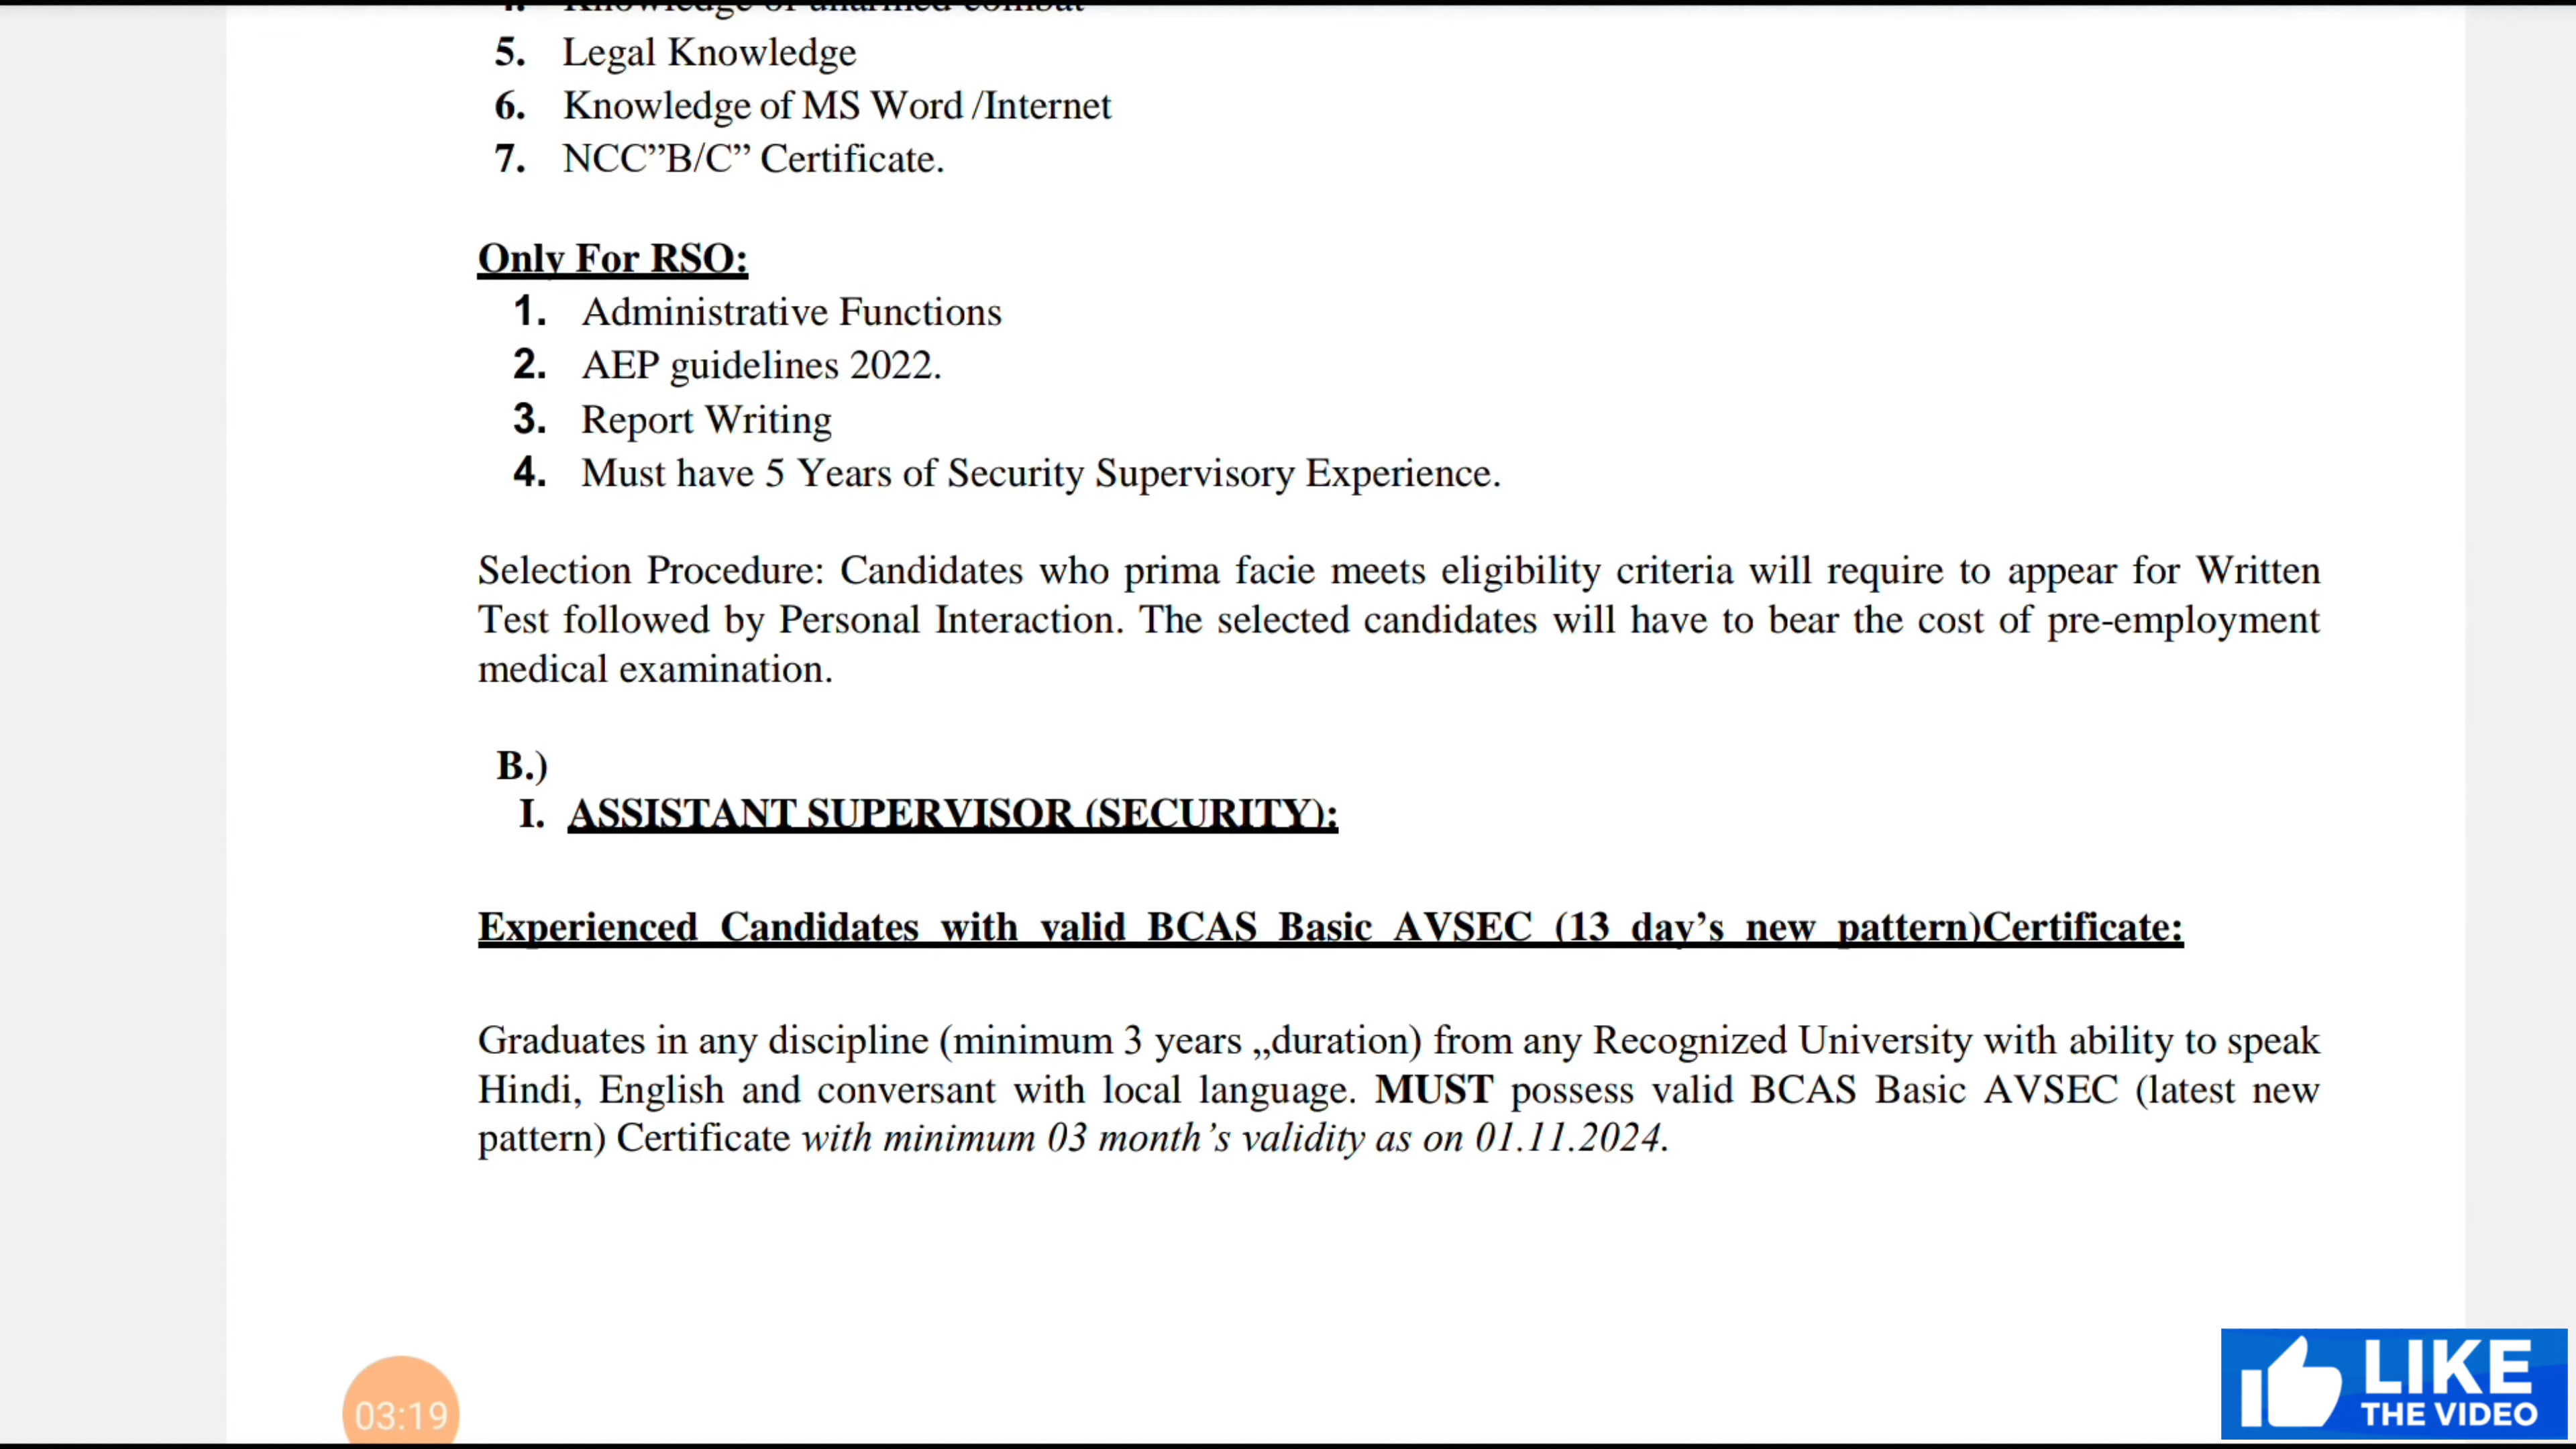 4. Knowledge of unarmed combat
5. Legal Knowledge
6. Knowledge of MS Word /Internet
7. NCC”B/C” Certificate.
Only For RSO:
1. Administrative Functions
2. AEP guidelines 2022.
3. Report Writing
4. Must have 5 Years of Security Supervisory Experience.
Selection Procedure: Candidates who prima facie meets eligibility criteria will require to appear for Written
Test followed by Personal Interaction. The selected candidates will have to bear the cost of pre-employment
medical examination.
B.)
I. ASSISTANT SUPERVISOR (SECURITY):
Experienced Candidates with valid BCAS Basic AVSEC (13 day’s new pattern)Certificate:
Graduates in any discipline (minimum 3 years „duration) from any Recognized University with ability to speak
Hindi, English and conversant with local language. MUST possess valid BCAS Basic AVSEC (latest new
pattern) Certificate with minimum 03 month’s validity as on 01.11.2024.
03:19
LIKE
THE VIDEO